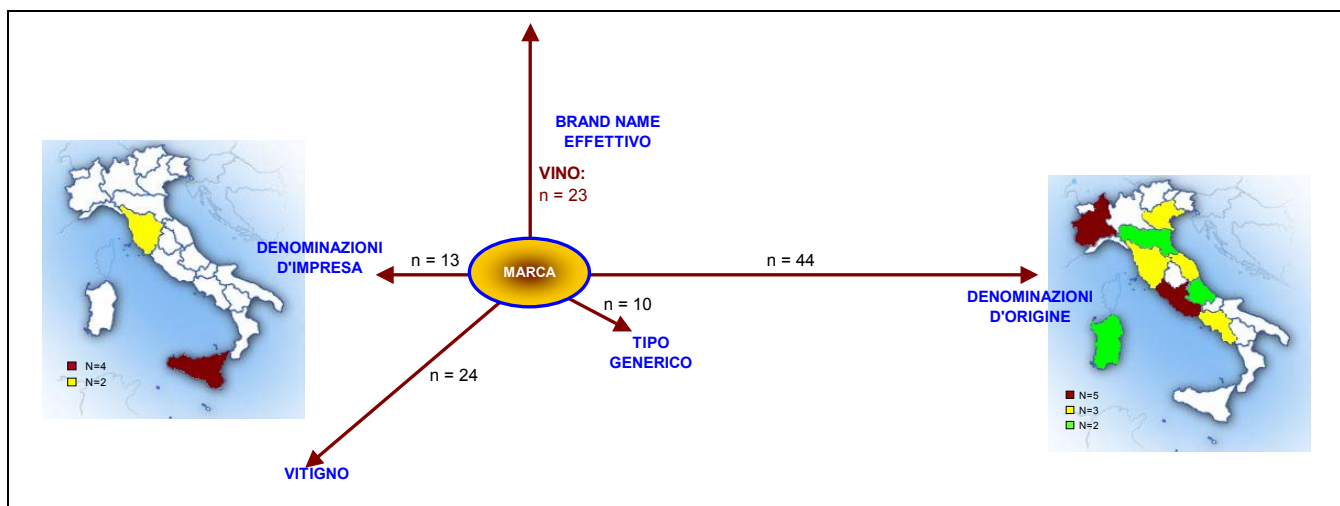 BRAND NAME
EFFETTIVO
VINO:
n = 23
DENOMINAZIONI
D'IMPRESA
n = 13
MARCA
n = 44
n = 10
DENOMINAZIONI
D'ORIGINE
TIPO
GENERICO
n = 24
VITIGNO
N=4
N=2
N=5
N=3
N=2